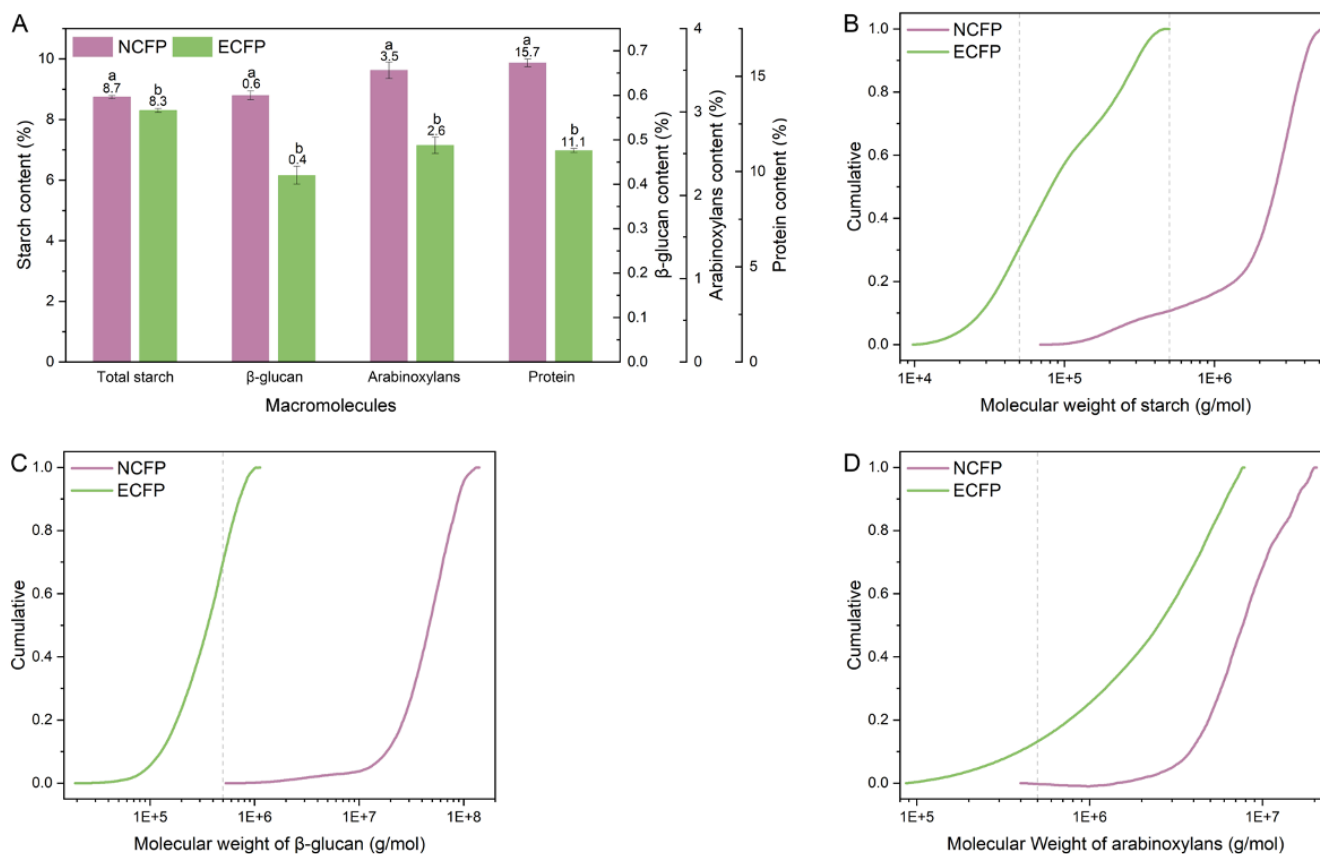 A
NCFP
ECFP
a
8.7
b
8.3
a
0.6
b
0.4
a
3.5
b
2.6
a
15.7
b
11.1
Starch content (%)
10
8
6
4
2
0
Total starch
β-glucan
Arabinoxylans
Protein
Macromolecules
β-glucan content (%)
0.7
0.6
0.5
0.4
0.3
0.2
0.1
0.0
Arabinoxylans content (%)
4
3
2
1
0
Protein content (%)
15
10
5
0
B
NCFP
ECFP
Cumulative
1.0
0.8
0.6
0.4
0.2
0.0
1E+4
1E+5
1E+6
Molecular weight of starch (g/mol)
C
NCFP
ECFP
Cumulative
1.0
0.8
0.6
0.4
0.2
0.0
1E+5
1E+6
1E+7
1E+8
Molecular weight of β-glucan (g/mol)
D
NCFP
ECFP
Cumulative
1.0
0.8
0.6
0.4
0.2
0.0
1E+5
1E+6
1E+7
Molecular Weight of arabinoxylans (g/mol)